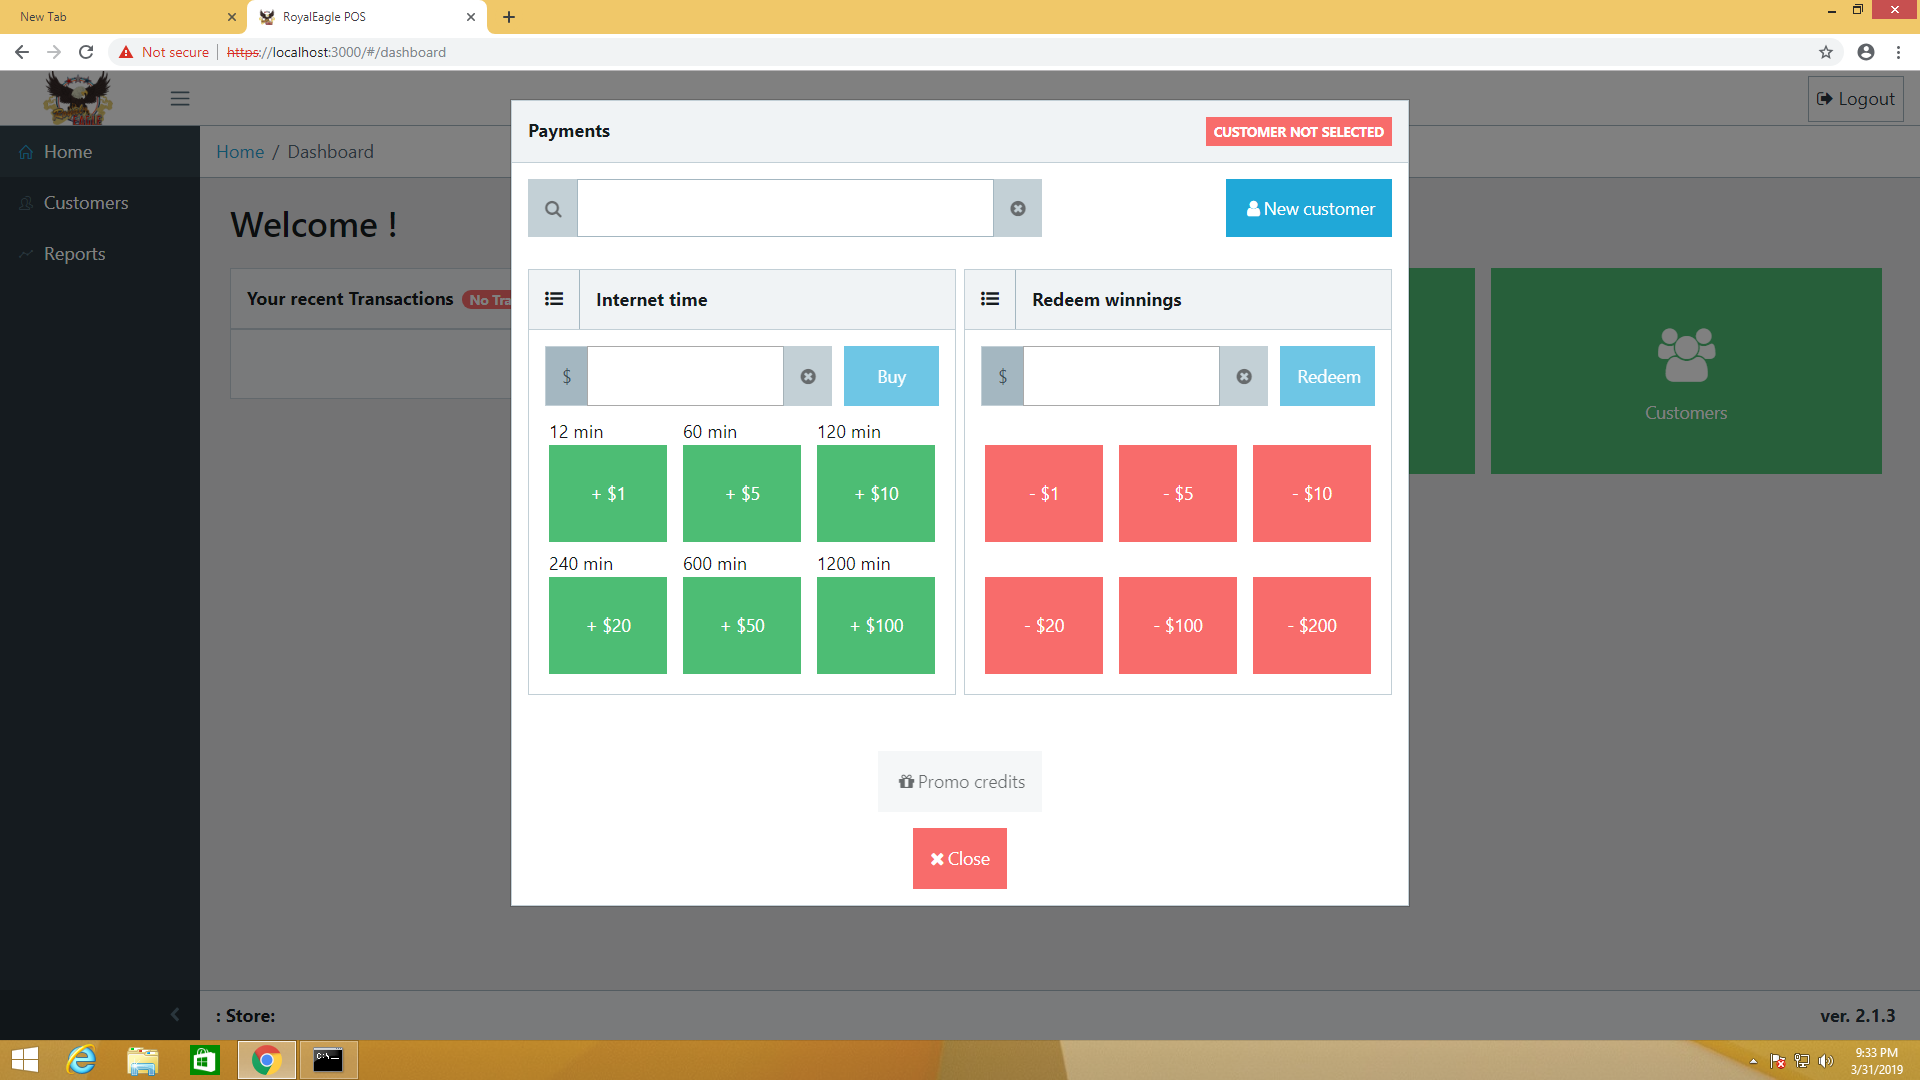 New Tab
RoyalEagle POS
Not secure
https://localhost:3000/#/dashboard
Logout
Home
Customers
Reports
Home / Dashboard
Welcome !
Your recent Transactions No Tra
Payments
CUSTOMER NOT SELECTED
New customer
Internet time
$
Buy
12 min 60 min 120 min
+ $1 + $5 + $10
240 min 600 min 1200 min
+ $20 + $50 + $100
Redeem winnings
$
Redeem
- $1 - $5 - $10
- $20 - $100 - $200
Promo credits
Close
Customers
: Store:
ver. 2.1.3
C:\_
9:33 PM
3/31/2019